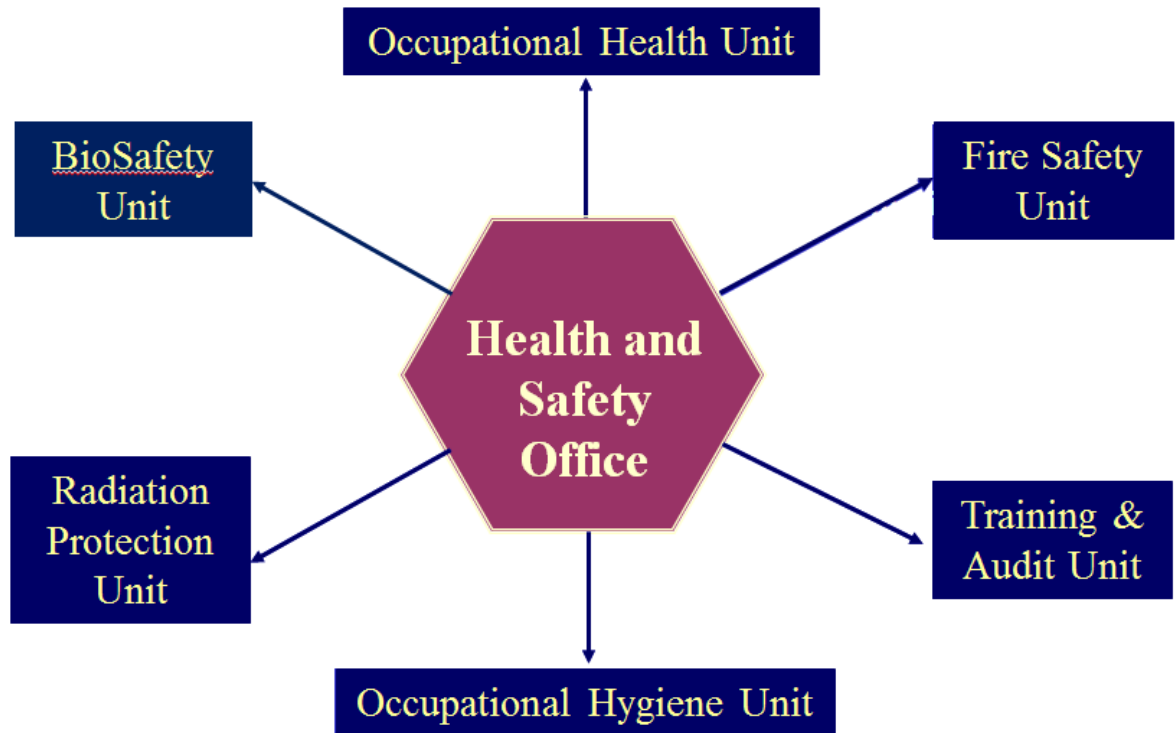 Occupational Health Unit
BioSafety
Unit
Fire Safety
Unit
Health and
Safety
Office
Radiation
Protection
Unit
Training &
Audit Unit
Occupational Hygiene Unit